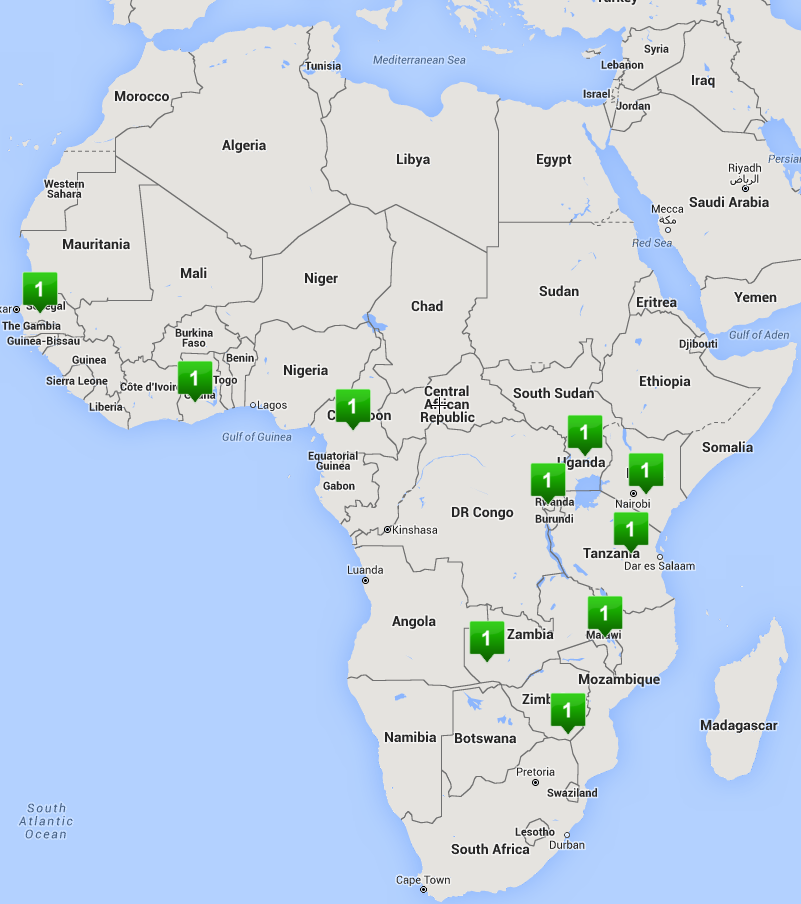 Turkey
Syria
Tunisia
Mediterranean Sea
Lebanon
Iraq
Israel
Jordan
Morocco
Algeria
Libya
Egypt
Persian
Riyadh
الرياض
Western
Sahara
Saudi Arabia
Mecca
مكة
Mauritania
Red Sea
Mali
Niger
Chad
Sudan
Eritrea
Yemen
1
Senegal
The Gambia
Burkina
Faso
Gulf of Aden
Guinea-Bissau
Djibouti
Guinea
Benin
Nigeria
Ethiopia
Sierra Leone
Côte d'Ivoire
1
Togo
Ghana
Central
African
Republic
South Sudan
Liberia
Lagos
1
Cameroon
Gulf of Guinea
1
Somalia
Equatorial
Guinea
Uganda
1
Gabon
1
Rwanda
Nairobi
DR Congo
Burundi
Kinshasa
1
Tanzania
Dar es Salaam
Luanda
Angola
1
Malawi
1
Zambia
Mozambique
Zimb
1
Madagascar
Namibia
Botswana
Pretoria
Swaziland
South
Atlantic
Ocean
Lesotho
Durban
South Africa
Cape Town